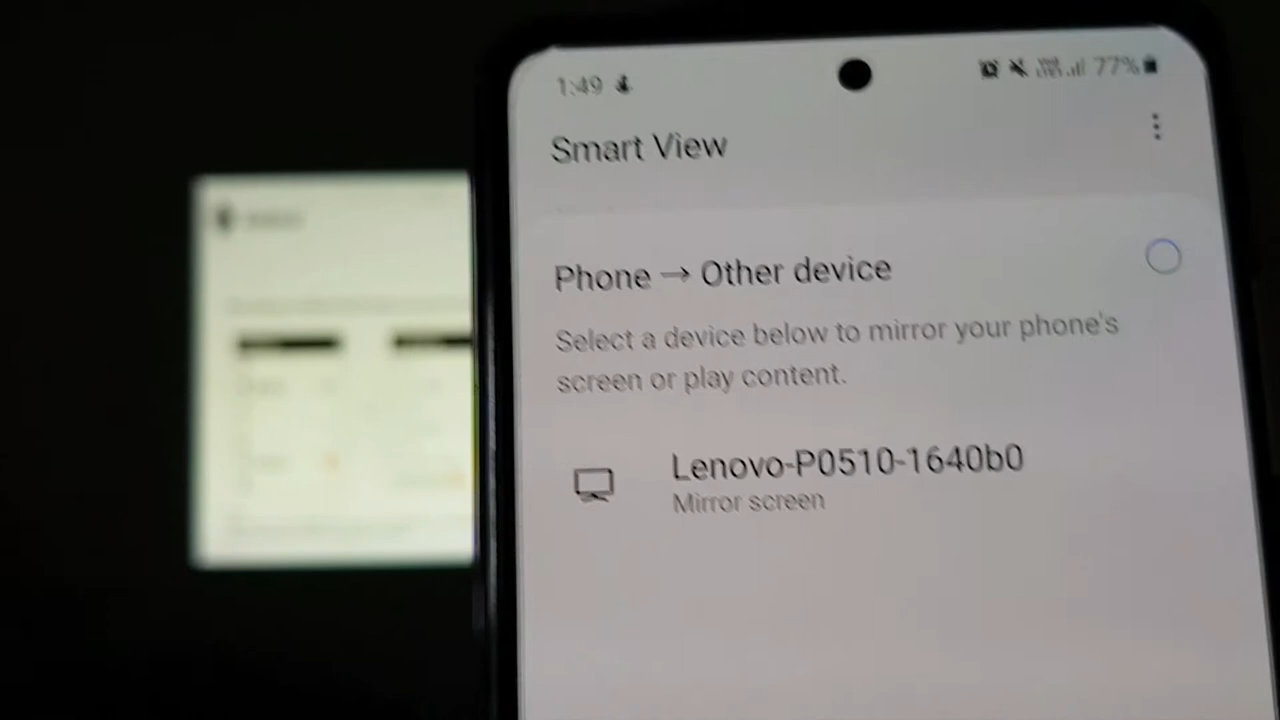 1:49
77%
Smart View
Phone → Other device
Select a device below to mirror your phone's
screen or play content.
Lenovo-P0510-1640b0
Mirror screen